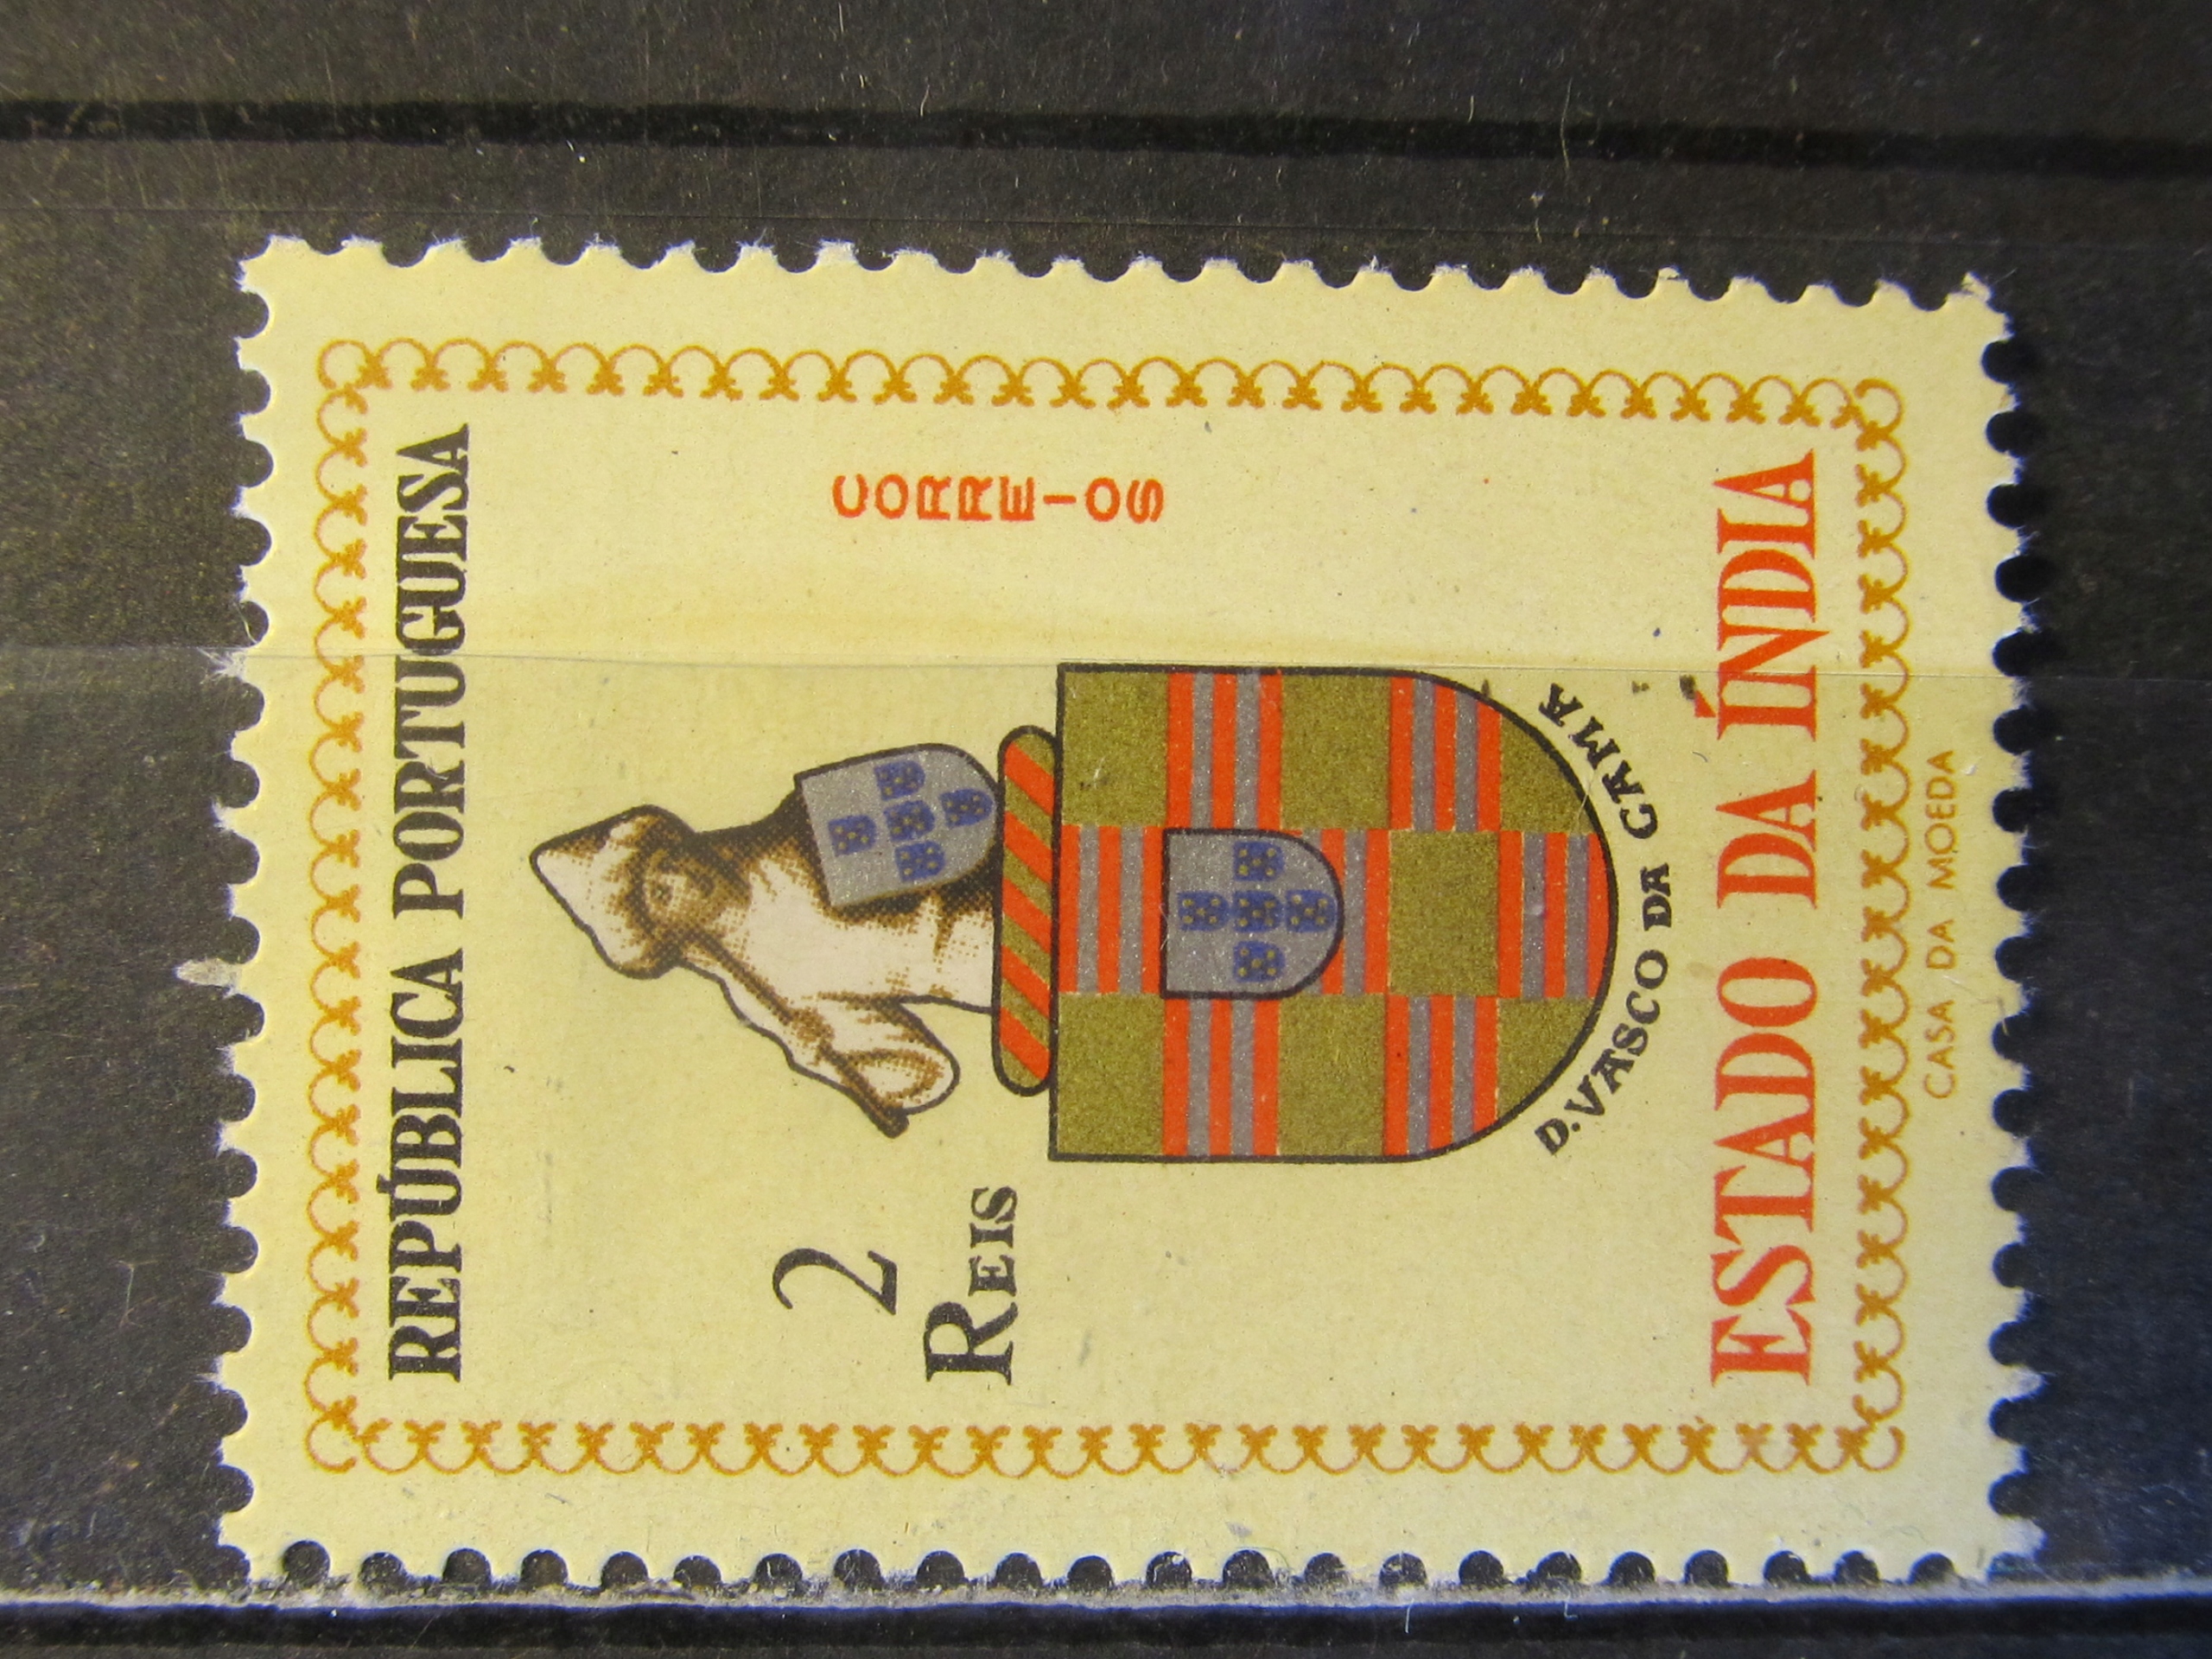 REPÚBLICA PORTUGUESA
2
REIS
CORREIOS
D. VASCO DA GAMA
ESTADO DA ÍNDIA
CASA DA MOEDA